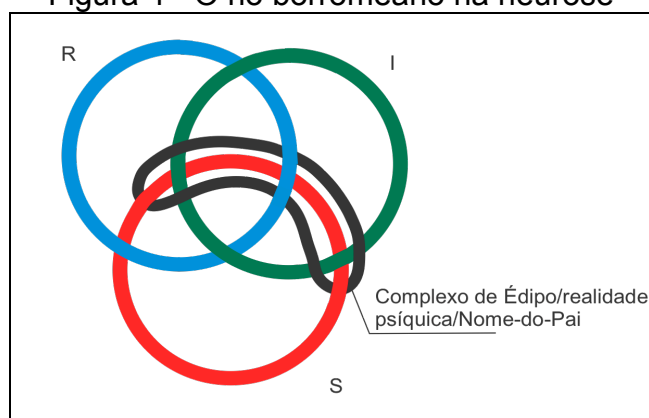 Figura 1 - O nó borromeano na neurose
R
I
Complexo de Édipo/realidade
psíquica/Nome-do-Pai
S